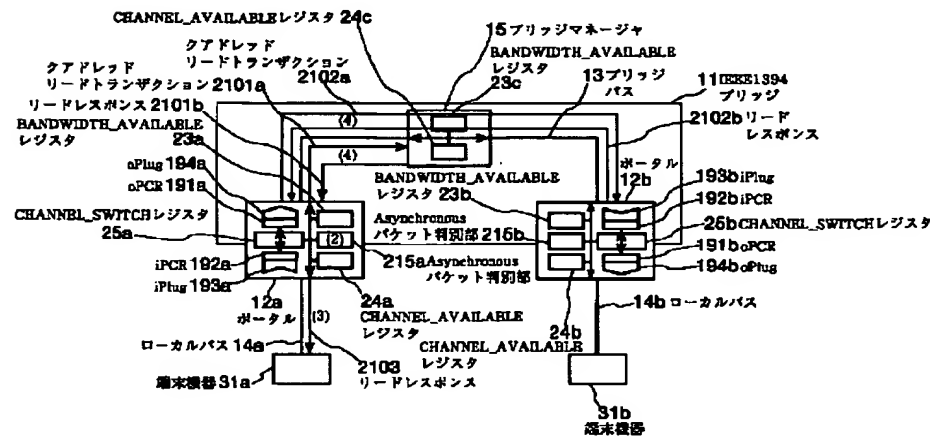 CHANNEL_AVAILABLEレジスタ 24c
クアドレッド
リードトランザクション
2102a
クアドレッド
リードトランザクション 2101a
リードレスポンス 2101b
BANDWIDTH_AVAILABLE
レジスタ
23a
oPlug 194a
oPCR 191a
CHANNEL_SWITCHレジスタ
25a
iPCR 192a
iPlug 193a
12a
ポータル
ローカルバス 14a
端末機器 31a
15 ブリッジマネージャ
BANDWIDTH_AVAILABLE
レジスタ
23c
13 ブリッジ
バス
11 IEEE1394
ブリッジ
2102b リード
レスポンス
(4)
(4)
BANDWIDTH_AVAILABLE
レジスタ 23b
Asynchronous
パケット判別部 215b
(2)
215a Asynchronous
パケット判別部
24a
CHANNEL_AVAILABLE
レジスタ
(3)
CHANNEL_AVAILABLE
レジスタ
24b
2103
リードレスポンス
ポータル
12b
193b iPlug
192b iPCR
25b CHANNEL_SWITCHレジスタ
191b oPCR
194b oPlug
14b ローカルバス
31b
端末機器